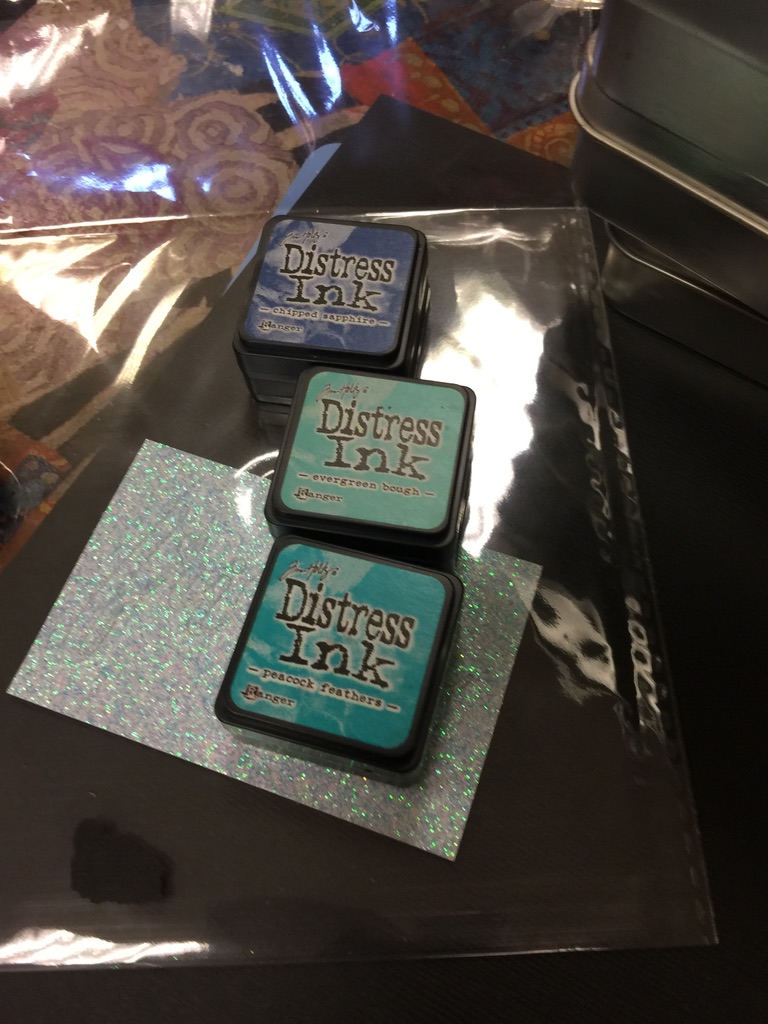 Tim Holtz
Distress
Ink
— chipped sapphire —
Ranger
Tim Holtz
Distress
Ink
— evergreen bough —
Ranger
Tim Holtz
Distress
Ink
— peacock feathers —
Ranger